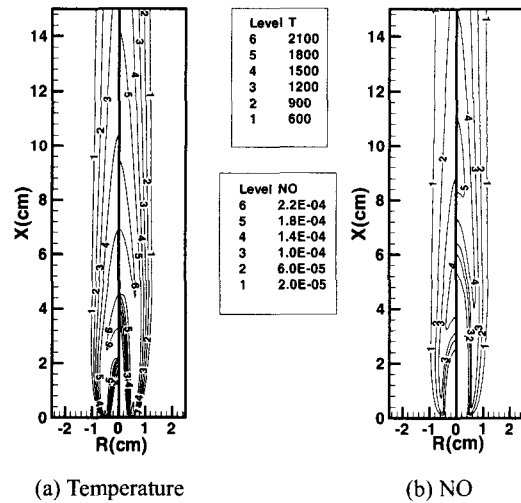 14
12
10
8
6
4
2
0
X(cm)
-2 -1 0 1 2
R(cm)
(a) Temperature
Level T
6 2100
5 1800
4 1500
3 1200
2 900
1 600
Level NO
6 2.2E-04
5 1.8E-04
4 1.4E-04
3 1.0E-04
2 6.0E-05
1 2.0E-05
14
12
10
8
6
4
2
0
X(cm)
-2 -1 0 1 2
R(cm)
(b) NO